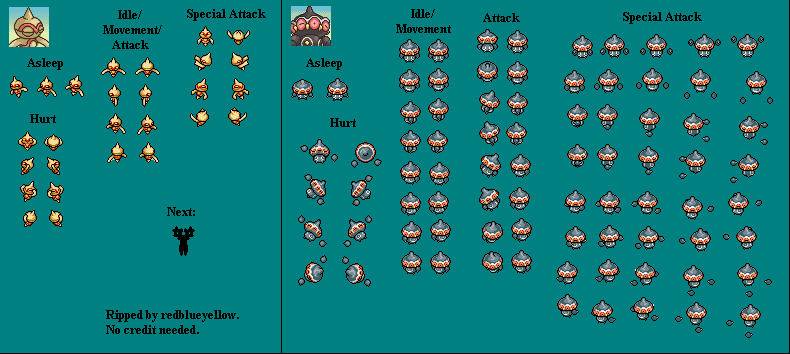 Idle/
Movement/
Attack
Special Attack
Asleep
Hurt
Next:
Ripped by redblueyellow.
No credit needed.
Idle/
Movement
Attack
Special Attack
Asleep
Hurt